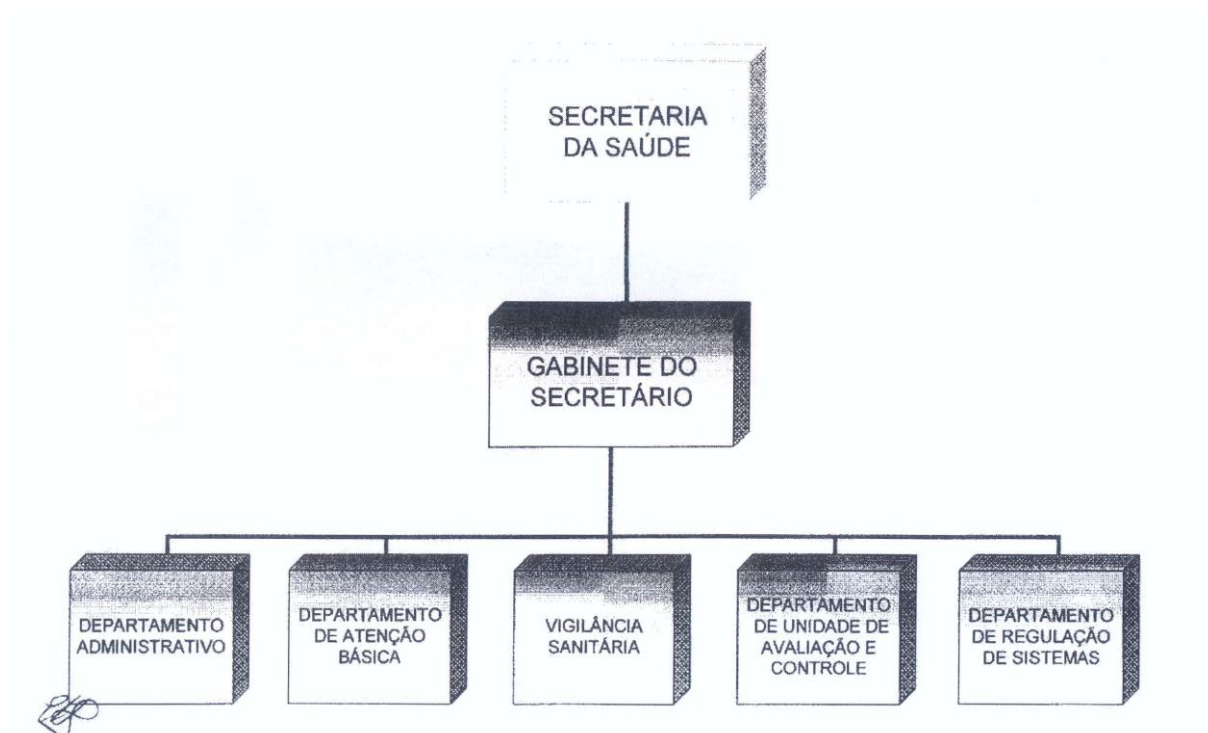 SECRETARIA
DA SAÚDE
GABINETE DO
SECRETÁRIO
DEPARTAMENTO
ADMINISTRATIVO
DEPARTAMENTO
DE ATENÇÃO
BÁSICA
VIGILÂNCIA
SANITÁRIA
DEPARTAMENTO
DE UNIDADE DE
AVALIAÇÃO E
CONTROLE
DEPARTAMENTO
DE REGULAÇÃO
DE SISTEMAS